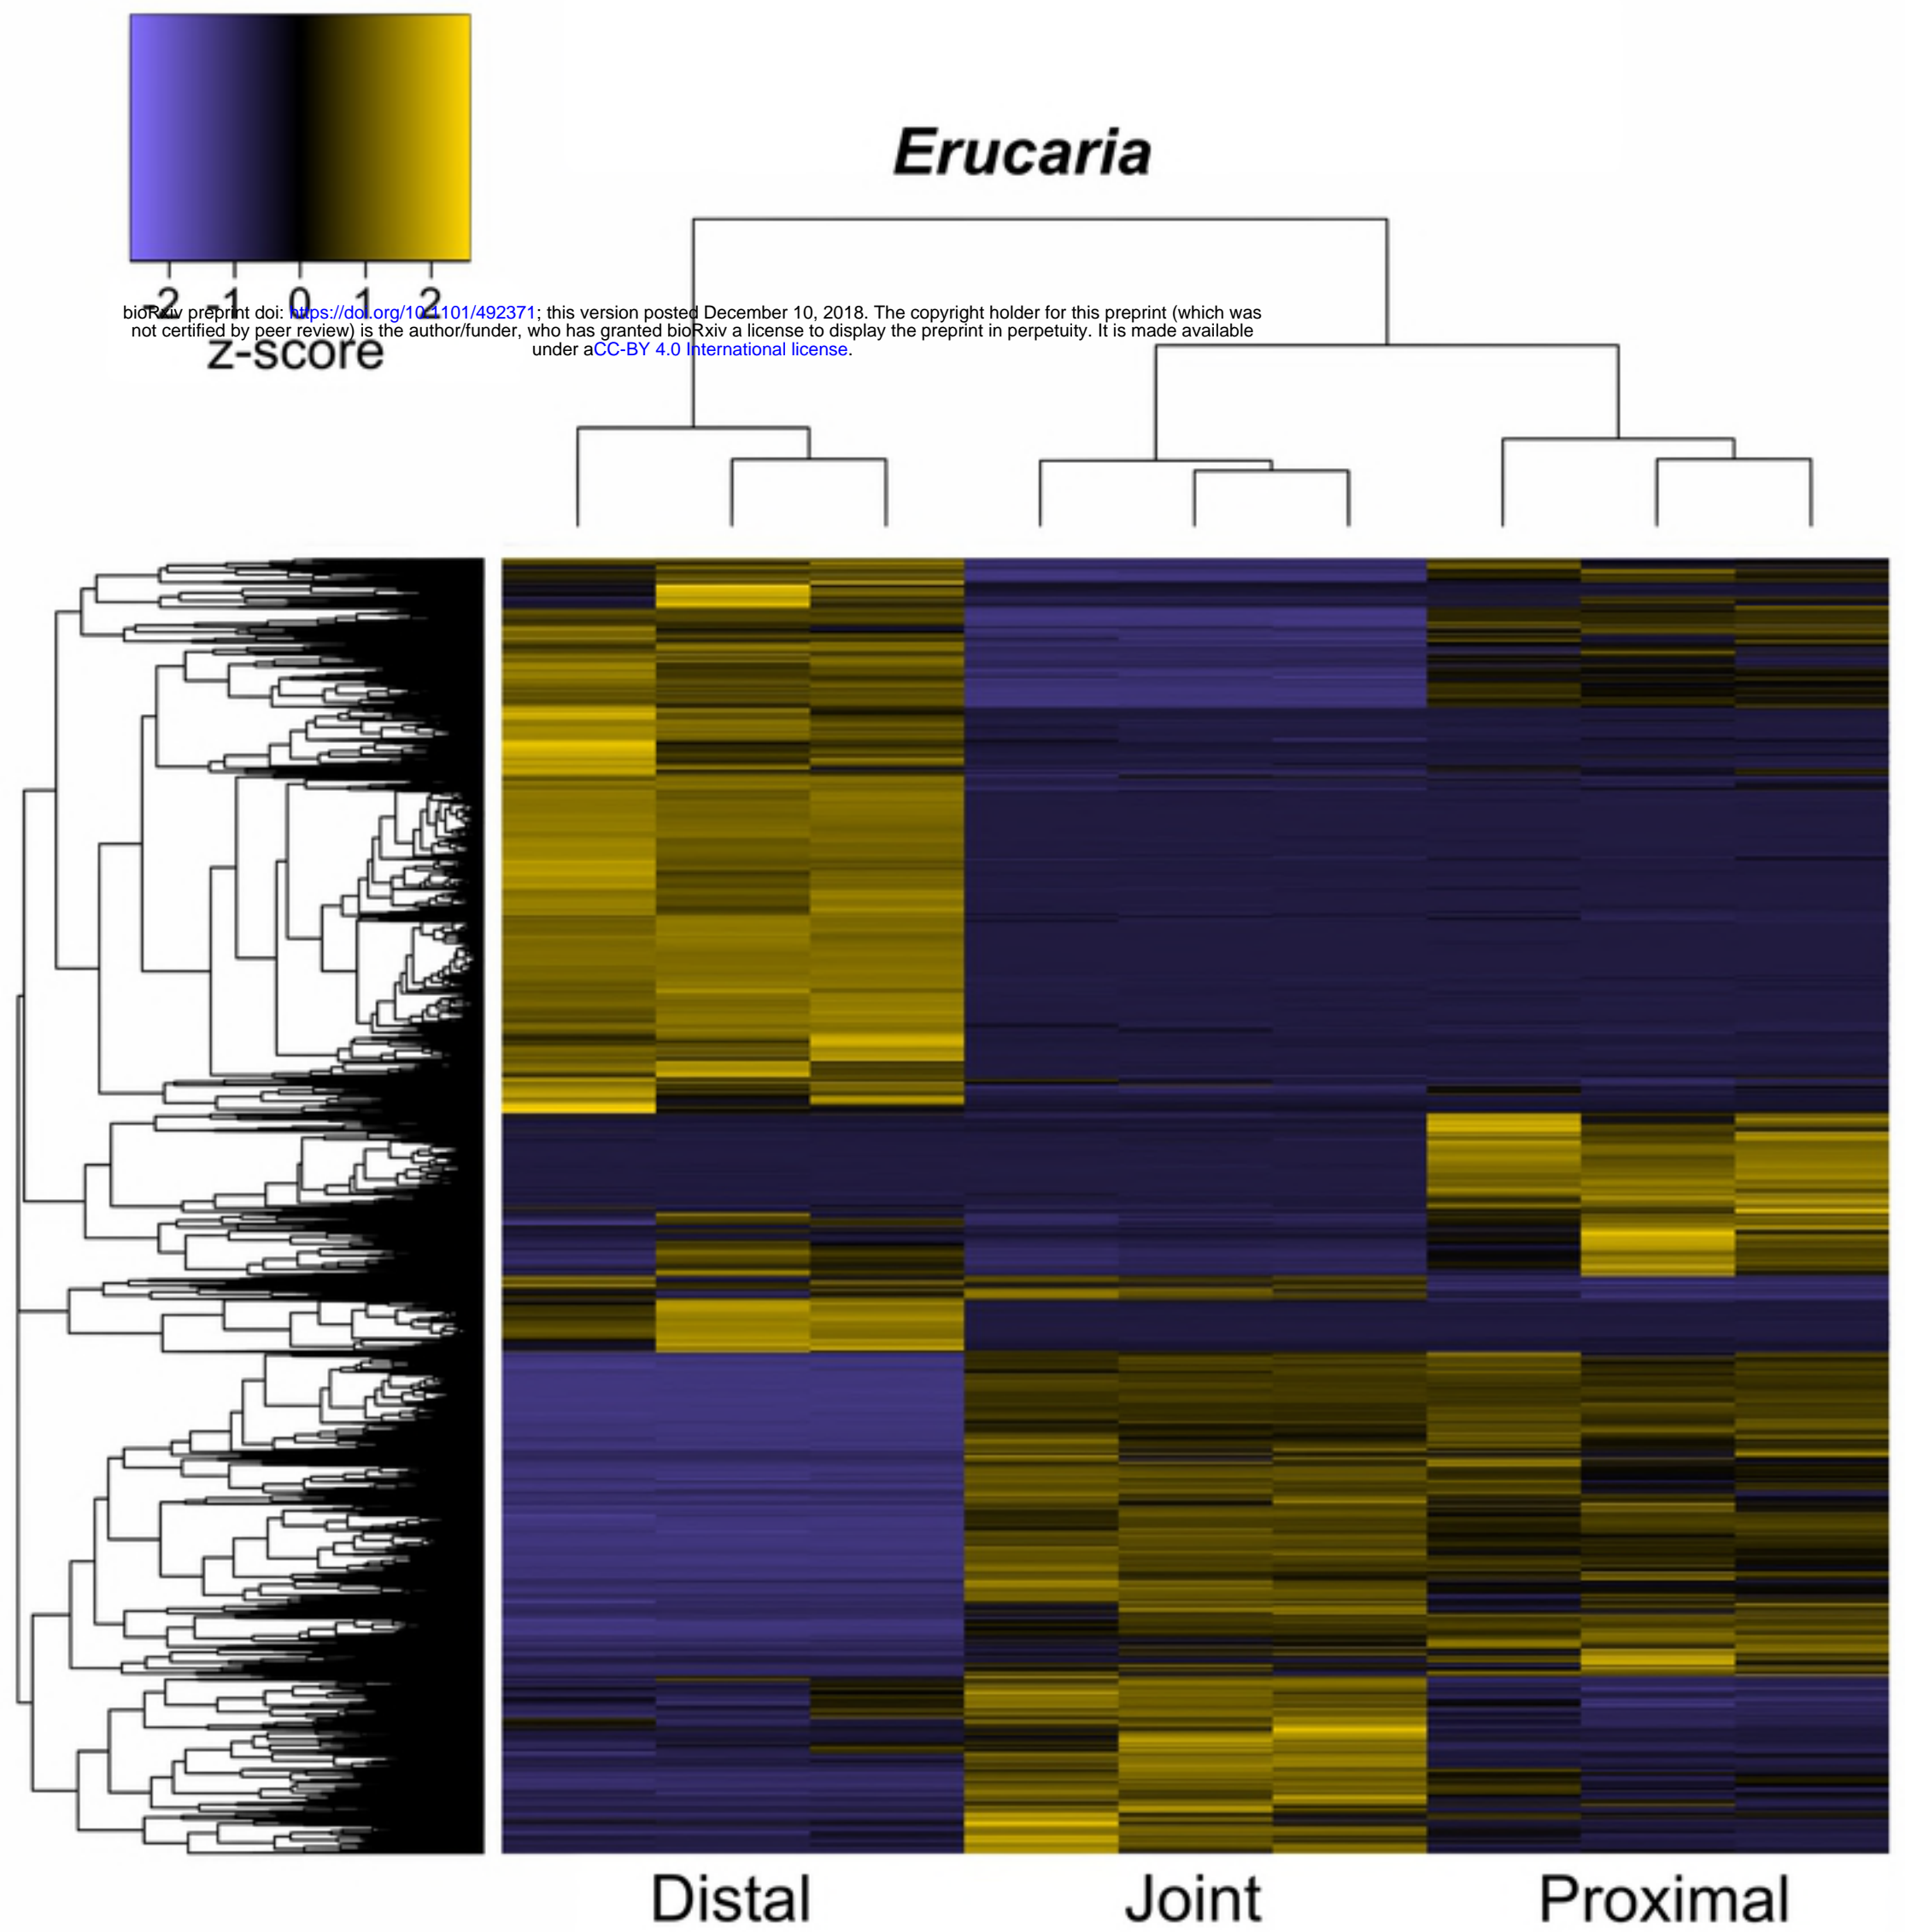 Erucaria
-2 -1 0 1 2
bioRxiv preprint doi: https://doi.org/10.1101/492371; this version posted December 10, 2018. The copyright holder for this preprint (which was
not certified by peer review) is the author/funder, who has granted bioRxiv a license to display the preprint in perpetuity. It is made available
under aCC-BY 4.0 International license.
z-score
Distal Joint Proximal